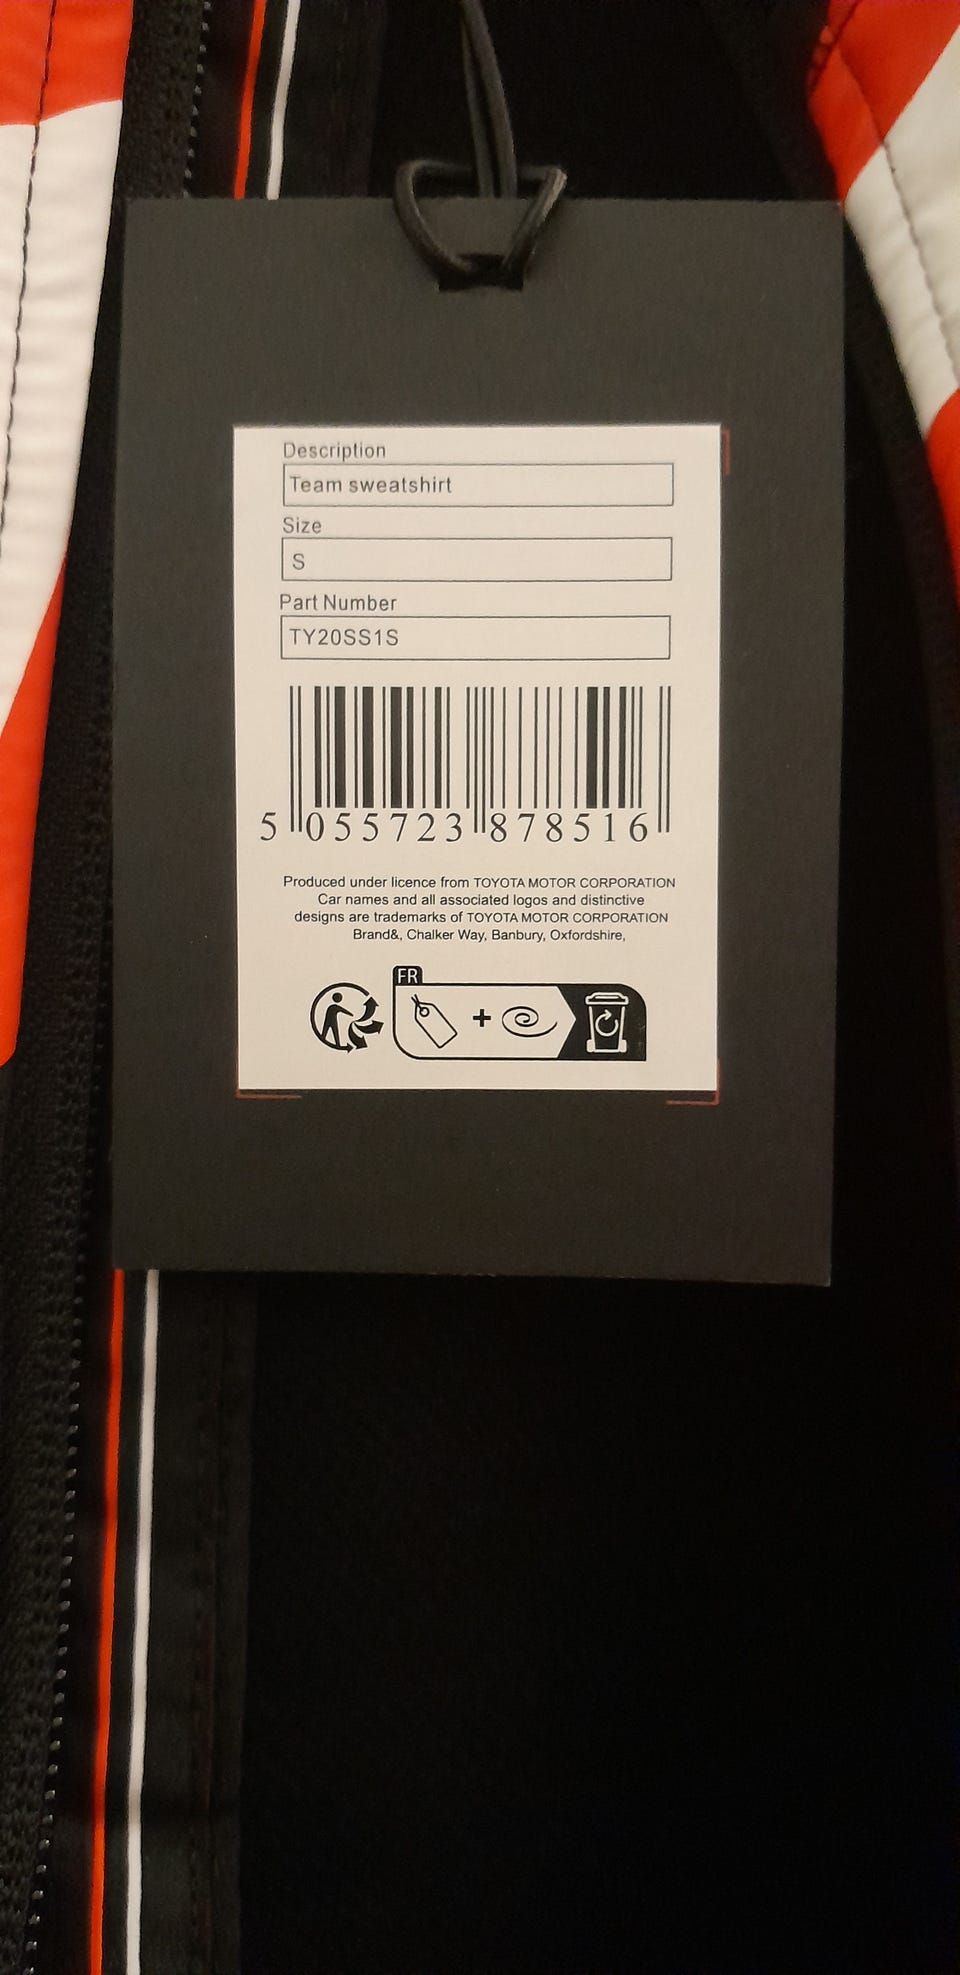 Description
Team sweatshirt
Size
S
Part Number
TY20SS1S
5 055723 878516
Produced under licence from TOYOTA MOTOR CORPORATION
Car names and all associated logos and distinctive
designs are trademarks of TOYOTA MOTOR CORPORATION
Brand&, Chalker Way, Banbury, Oxfordshire,
FR
+